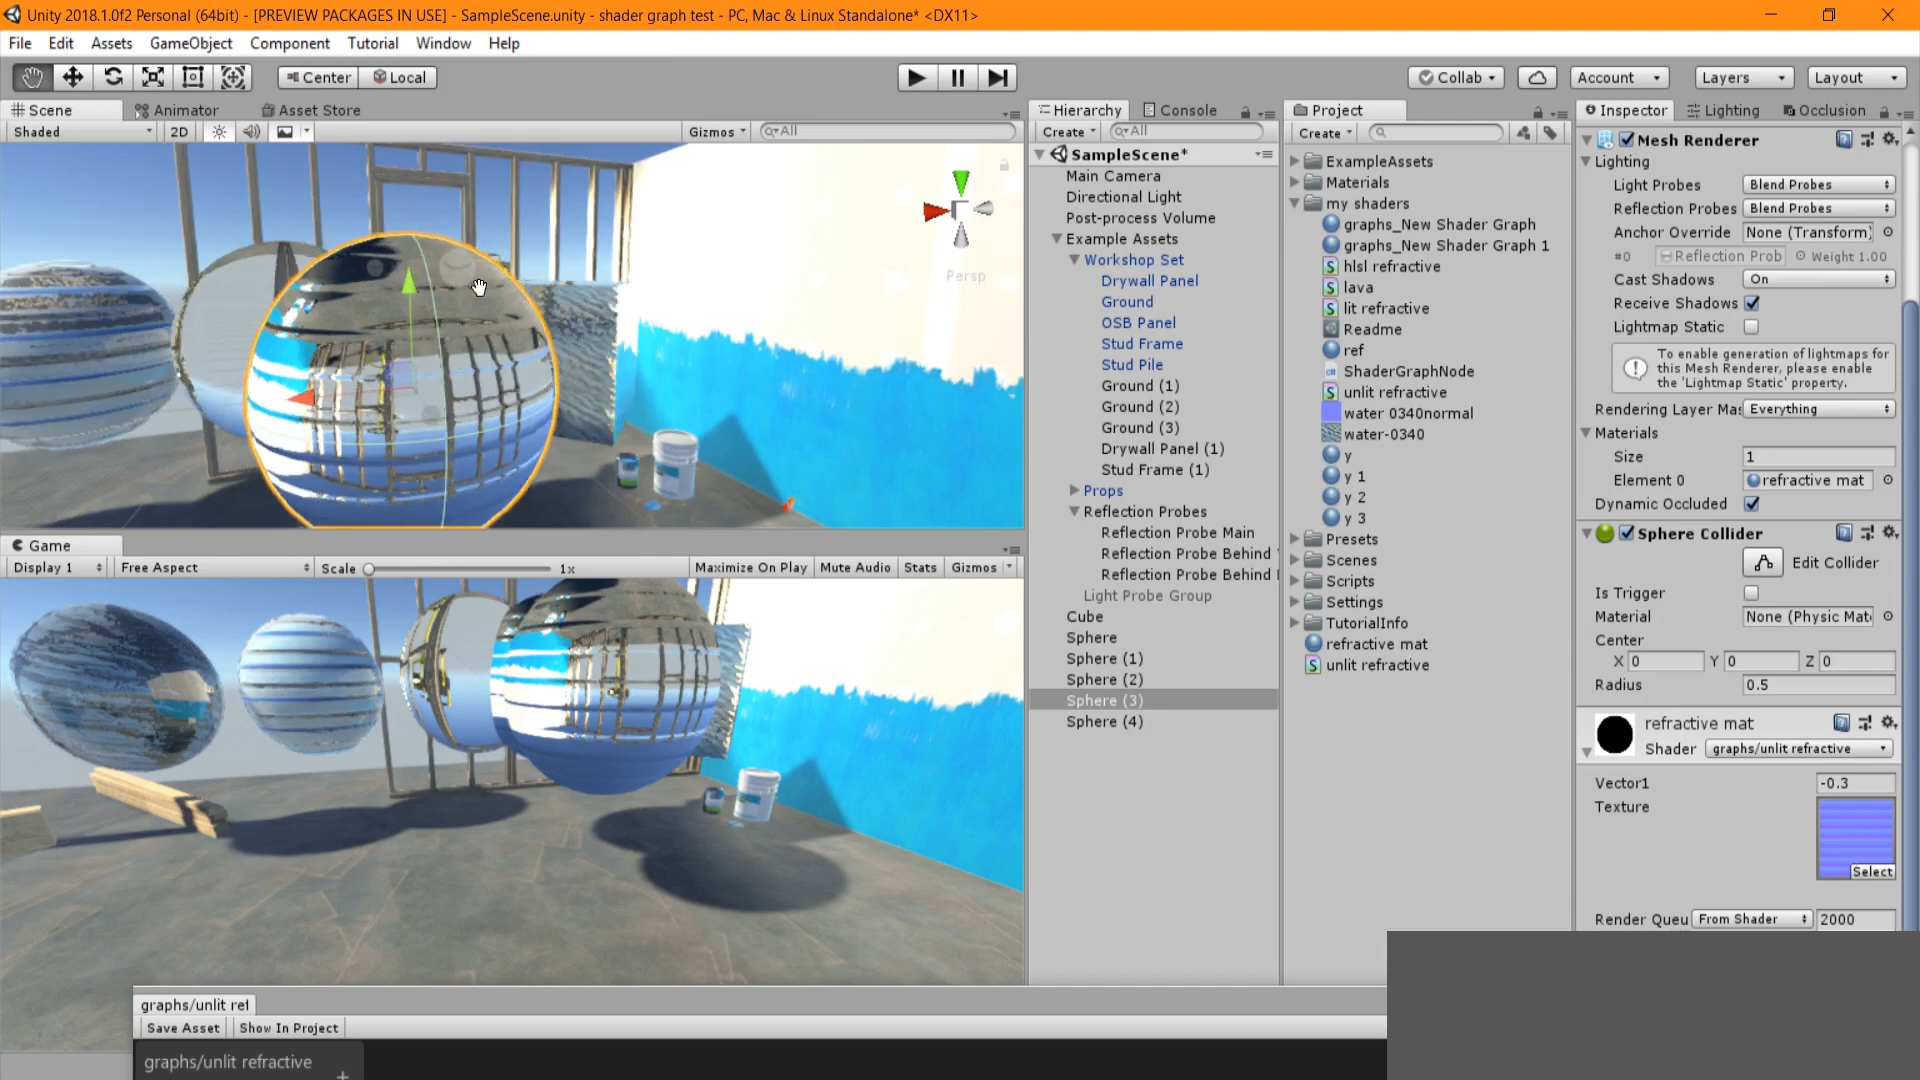 Unity 2018.1.0f2 Personal (64bit) - [PREVIEW PACKAGES IN USE] - SampleScene.unity - shader graph test - PC, Mac & Linux Standalone* <DX11>
File Edit Assets GameObject Component Tutorial Window Help
Center Local Collab Account Layers Layout
Scene Animator Asset Store
Shaded 2D Gizmos All
Persp
Game
Display 1 Free Aspect Scale 1x Maximize On Play Mute Audio Stats Gizmos
graphs/unlit ref
Save Asset Show In Project
graphs/unlit refractive
Hierarchy Console
Create All
SampleScene*
Main Camera
Directional Light
Post-process Volume
Example Assets
Workshop Set
Drywall Panel
Ground
OSB Panel
Stud Frame
Stud Pile
Ground (1)
Ground (2)
Ground (3)
Drywall Panel (1)
Stud Frame (1)
Props
Reflection Probes
Reflection Probe Main
Reflection Probe Behind
Reflection Probe Behind
Light Probe Group
Cube
Sphere
Sphere (1)
Sphere (2)
Sphere (3)
Sphere (4)
Project
Create
ExampleAssets
Materials
my shaders
graphs_New Shader Graph
graphs_New Shader Graph 1
hlsl refractive
lava
lit refractive
Readme
ref
ShaderGraphNode
unlit refractive
water 0340normal
water-0340
y
y 1
y 2
y 3
Presets
Scenes
Scripts
Settings
TutorialInfo
refractive mat
unlit refractive
Inspector Lighting Occlusion
Mesh Renderer
Lighting
Light Probes Blend Probes
Reflection Probes Blend Probes
Anchor Override None (Transform)
#0 Reflection Prob Weight 1.00
Cast Shadows On
Receive Shadows
Lightmap Static
To enable generation of lightmaps for
this Mesh Renderer, please enable
the 'Lightmap Static' property.
Rendering Layer Mas Everything
Materials
Size 1
Element 0 refractive mat
Dynamic Occluded
Sphere Collider
Edit Collider
Is Trigger
Material None (Physic Mat
Center
X 0 Y 0 Z 0
Radius 0.5
refractive mat
Shader graphs/unlit refractive
Vector1 -0.3
Texture
Select
Render Queu From Shader 2000